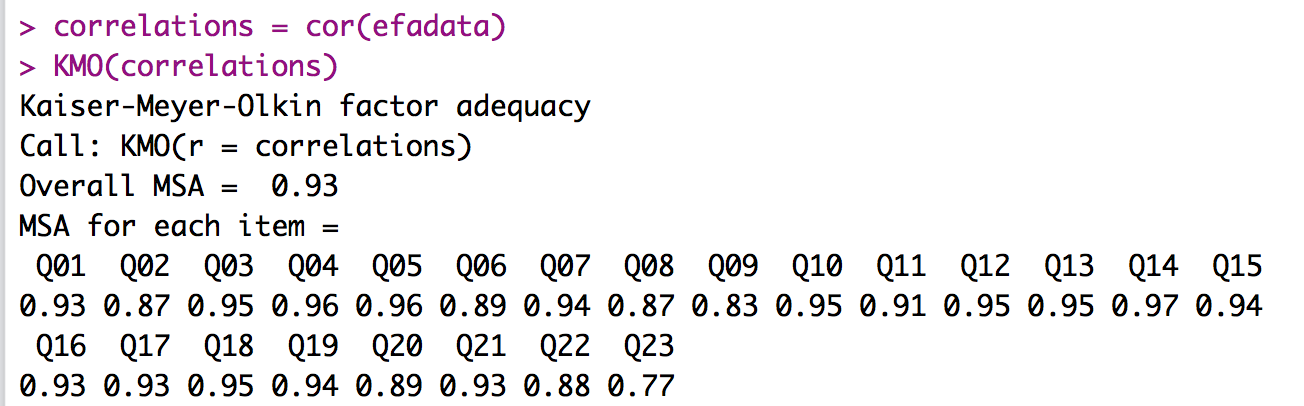 > correlations = cor(efadata)
> KMO(correlations)
Kaiser-Meyer-Olkin factor adequacy
Call: KMO(r = correlations)
Overall MSA =  0.93
MSA for each item = 
 Q01  Q02  Q03  Q04  Q05  Q06  Q07  Q08  Q09  Q10  Q11  Q12  Q13  Q14  Q15
0.93 0.87 0.95 0.96 0.96 0.89 0.94 0.87 0.83 0.95 0.91 0.95 0.95 0.97 0.94
 Q16  Q17  Q18  Q19  Q20  Q21  Q22  Q23
0.93 0.93 0.95 0.94 0.89 0.93 0.88 0.77